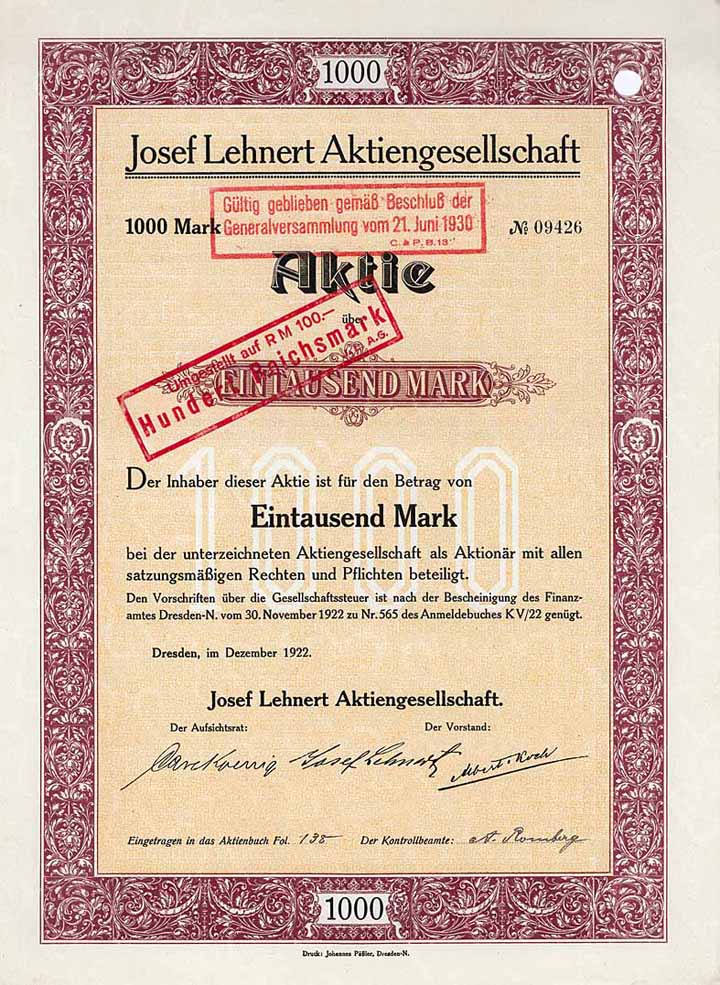 1000
Josef Lehnert Aktiengesellschaft
Gültig geblieben gemäß Beschluß der
1000 Mark Generalversammlung vom 21. Juni 1930 № 09426
C. & P. B. 13
Aktie
über
Umgestellt auf RM 100.—
Reichsmark
A.G.
EINTAUSEND MARK
1000
Der Inhaber dieser Aktie ist für den Betrag von
Eintausend Mark
bei der unterzeichneten Aktiengesellschaft als Aktionär mit allen
satzungsmäßigen Rechten und Pflichten beteiligt.
Den Vorschriften über die Gesellschaftssteuer ist nach der Bescheinigung des Finanz-
amtes Dresden-N. vom 30. November 1922 zu Nr. 565 des Anmeldebuches KV/22 genügt.
Dresden, im Dezember 1922.
Josef Lehnert Aktiengesellschaft.
Der Aufsichtsrat: Der Vorstand:
Josef Lehnert Albert Koch
Eingetragen in das Aktienbuch Fol. 138 Der Kontrollbeamte: A. Romberg
1000
Druck: Johannes Päßler, Dresden-N.